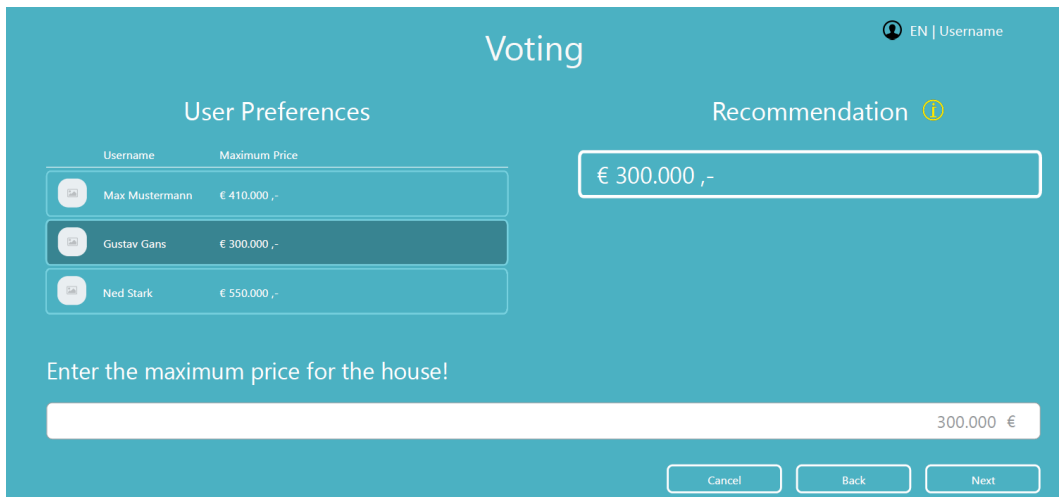 Voting
EN | Username
User Preferences
Username Maximum Price
Max Mustermann € 410.000 ,-
Gustav Gans € 300.000 ,-
Ned Stark € 550.000 ,-
Recommendation
€ 300.000 ,-
Enter the maximum price for the house!
300.000 €
Cancel Back Next